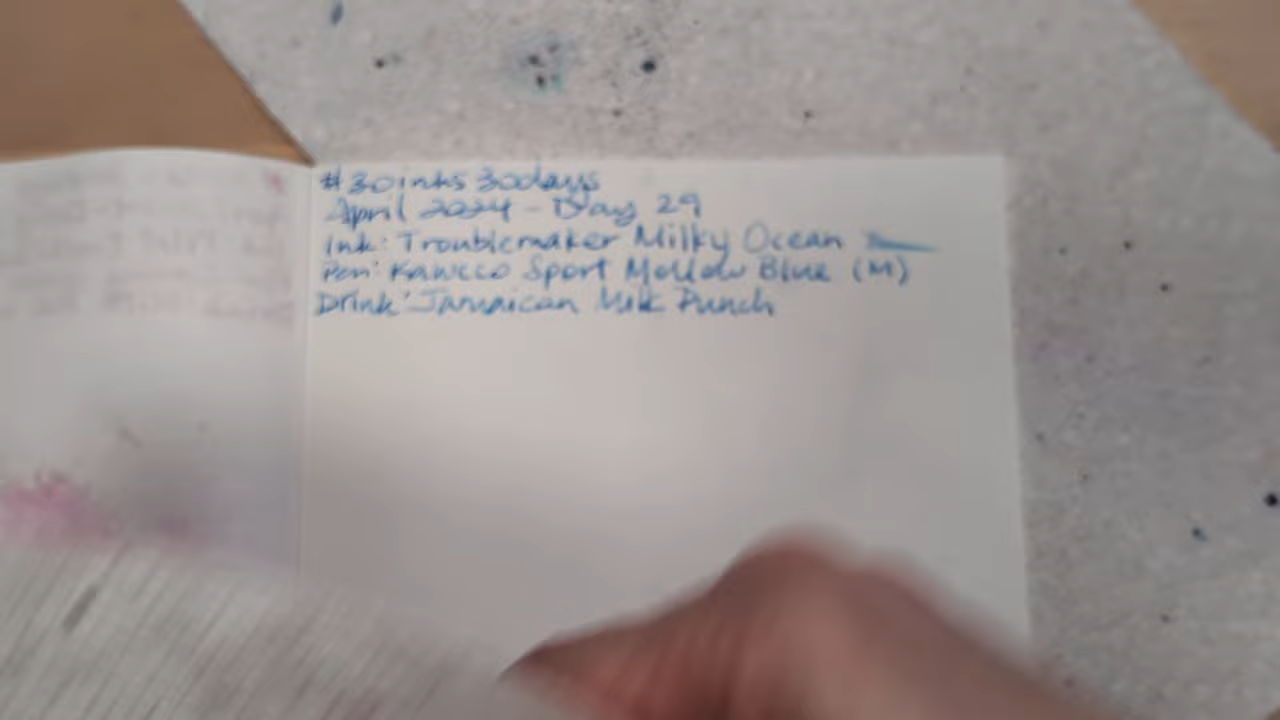 #30inks30days
April 2024 - Day 29
Ink: Troublemaker Milky Ocean
Pen: Kaweco Sport Mellow Blue (M)
Drink: Jamaican Milk Punch